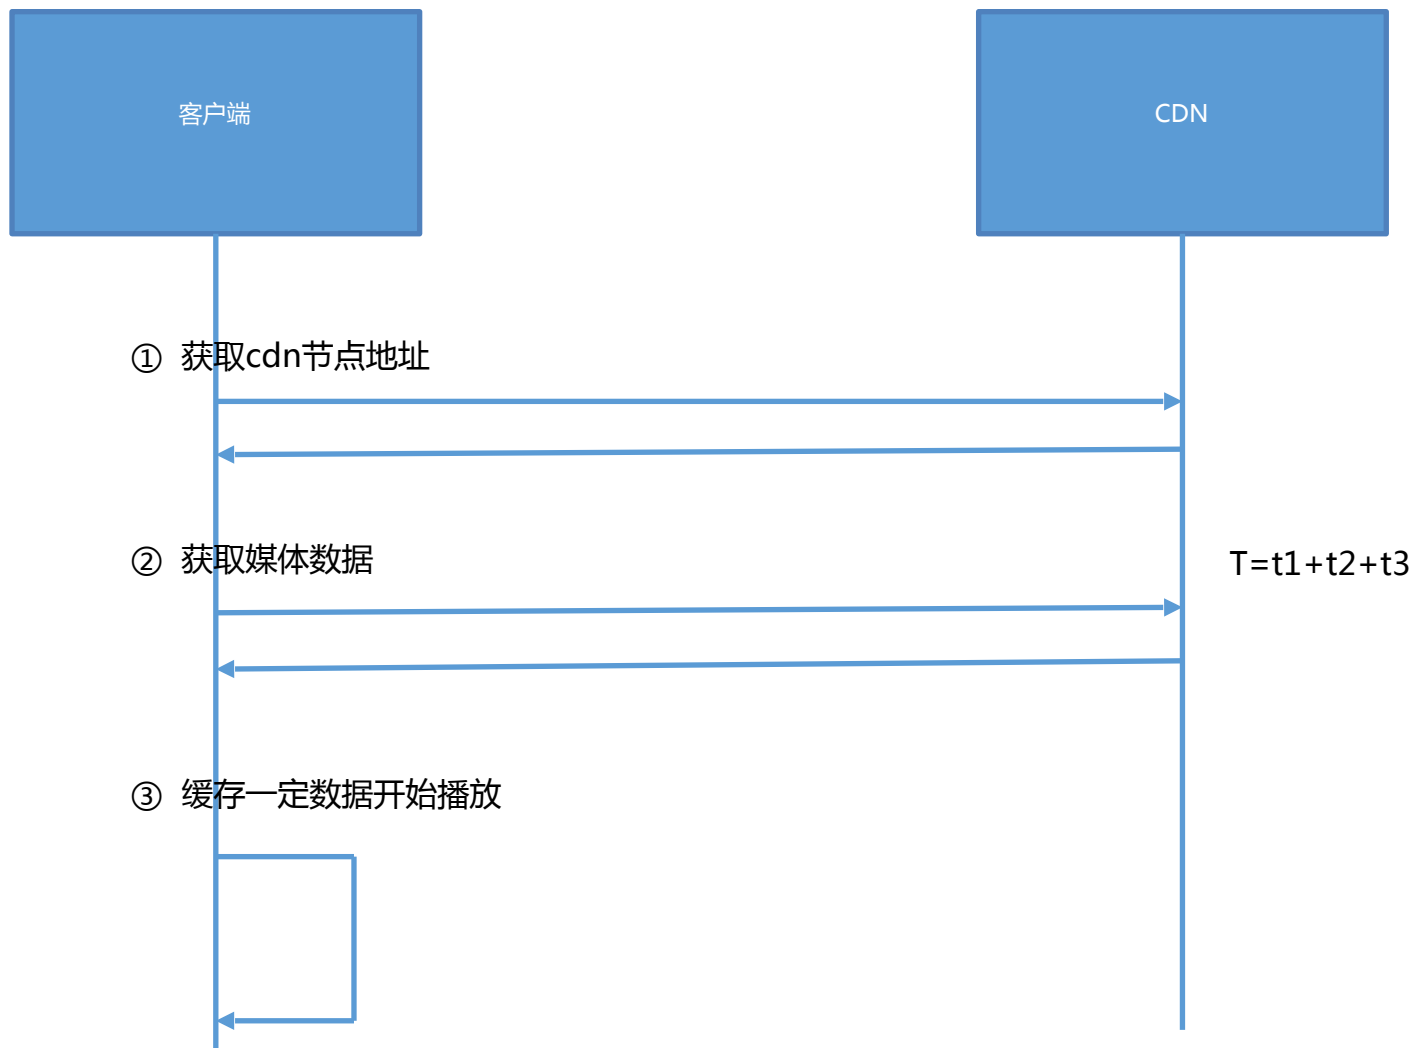 客户端
CDN
① 获取cdn节点地址
② 获取媒体数据
T=t1+t2+t3
③ 缓存一定数据开始播放